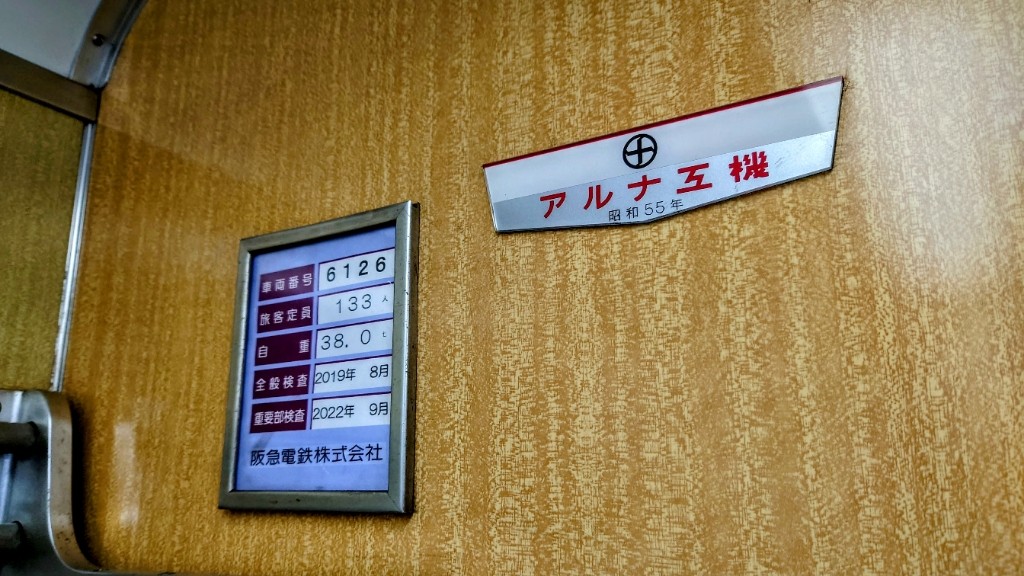 アルナ工機
昭和55年
車両番号 6126
旅客定員 133人
自重 38.0t
全般検査 2019年 8月
重要部検査 2022年 9月
阪急電鉄株式会社